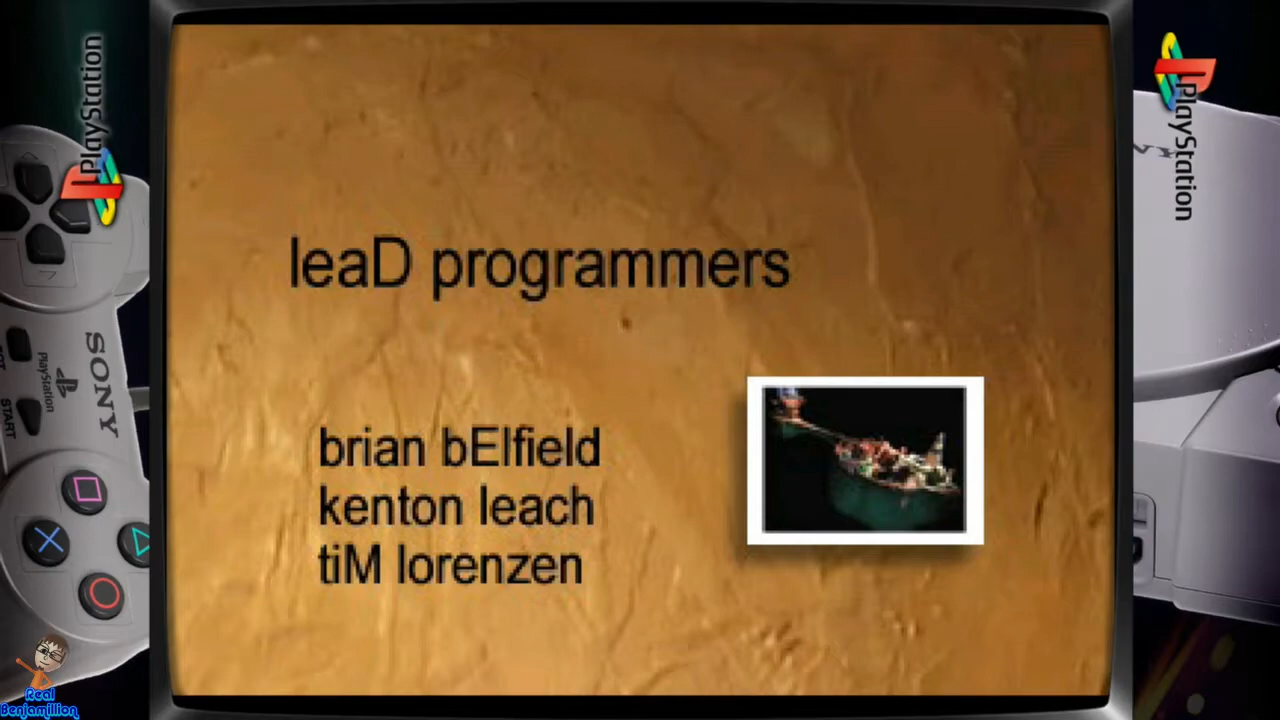 PlayStation
PlayStation
leaD programmers
brian bElfield
kenton leach
tiM lorenzen
SONY
PlayStation
START
Real
Benjamillion